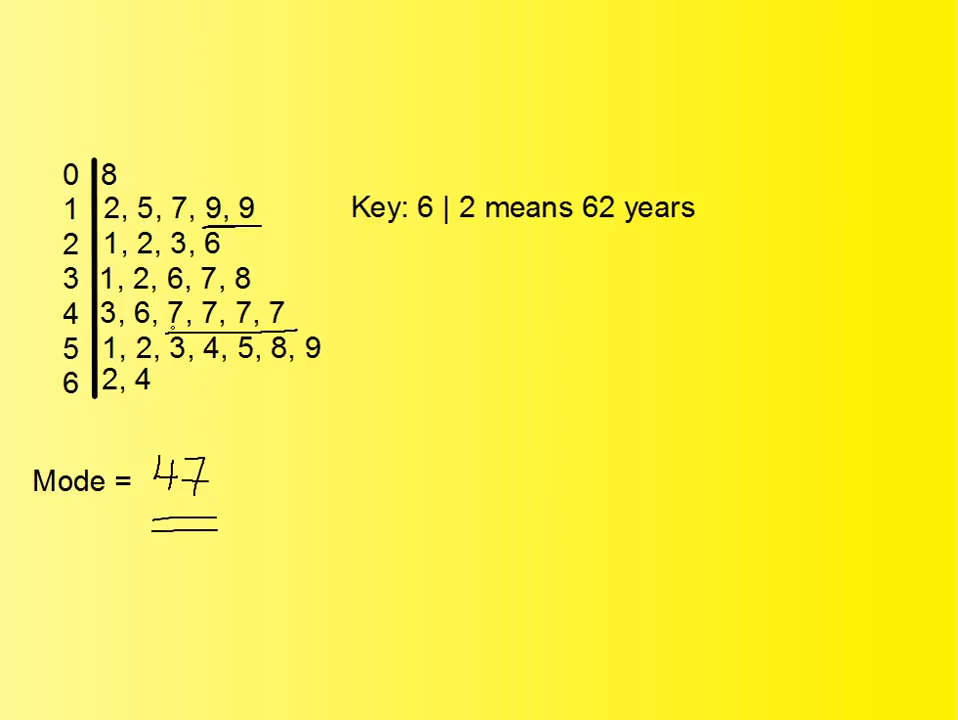 0 8
1 2, 5, 7, 9, 9 Key: 6 | 2 means 62 years
2 1, 2, 3, 6
3 1, 2, 6, 7, 8
4 3, 6, 7, 7, 7, 7
5 1, 2, 3, 4, 5, 8, 9
6 2, 4
Mode = 47